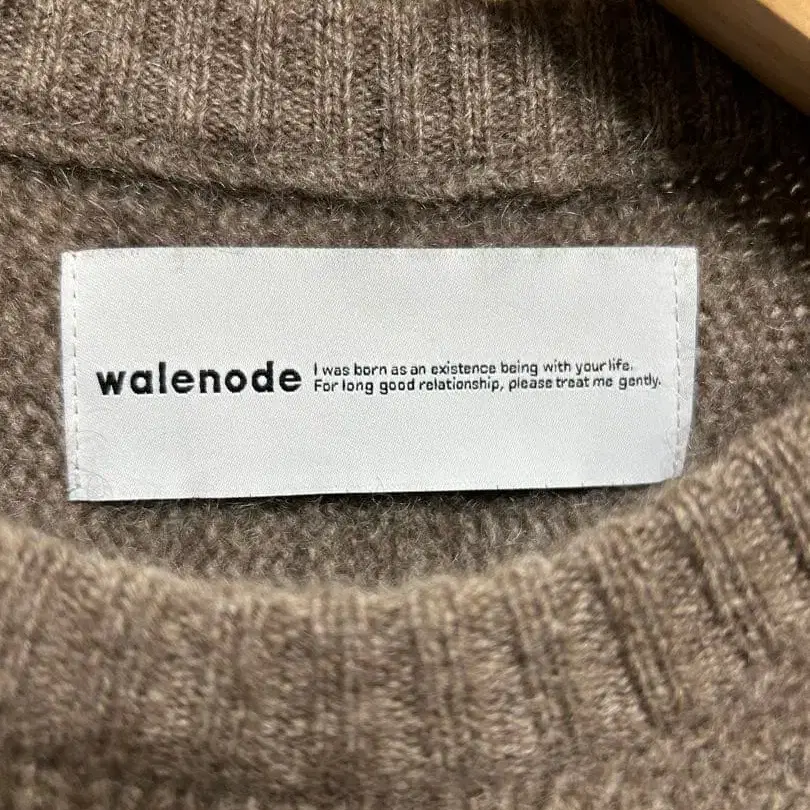 walenode
I was born as an existence being with your life.
For long good relationship, please treat me gently.